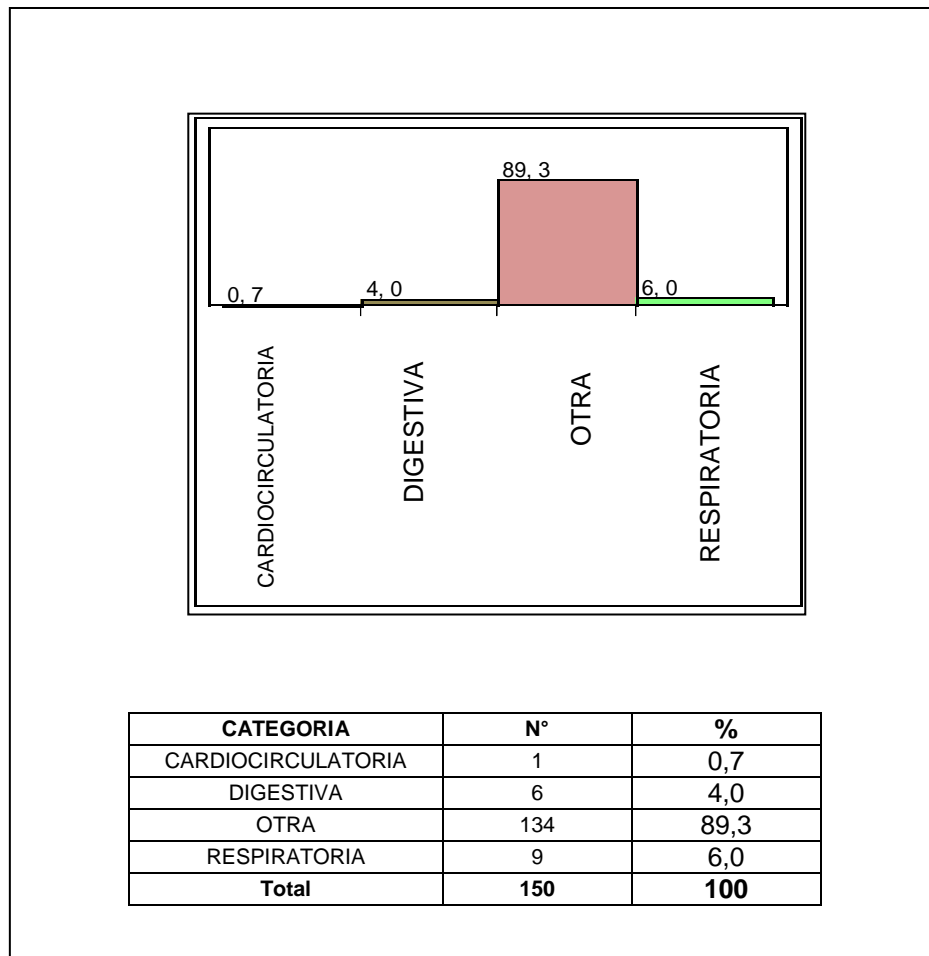 89, 3
0, 7
4, 0
6, 0
CARDIOCIRCULATORIA
DIGESTIVA
OTRA
RESPIRATORIA
CATEGORIA N° %
CARDIOCIRCULATORIA 1 0,7
DIGESTIVA 6 4,0
OTRA 134 89,3
RESPIRATORIA 9 6,0
Total 150 100